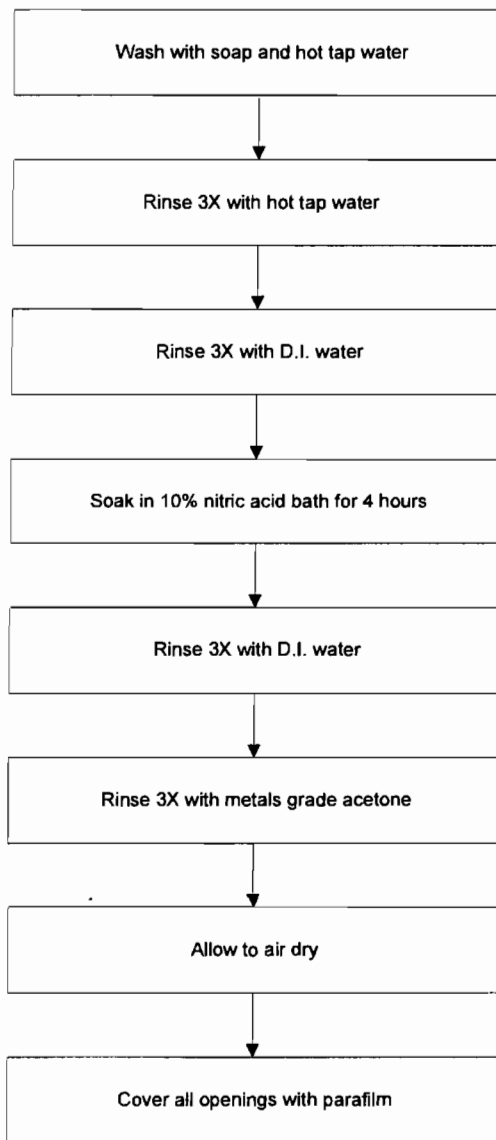 Wash with soap and hot tap water
Rinse 3X with hot tap water
Rinse 3X with D.I. water
Soak in 10% nitric acid bath for 4 hours
Rinse 3X with D.I. water
Rinse 3X with metals grade acetone
Allow to air dry
Cover all openings with parafilm